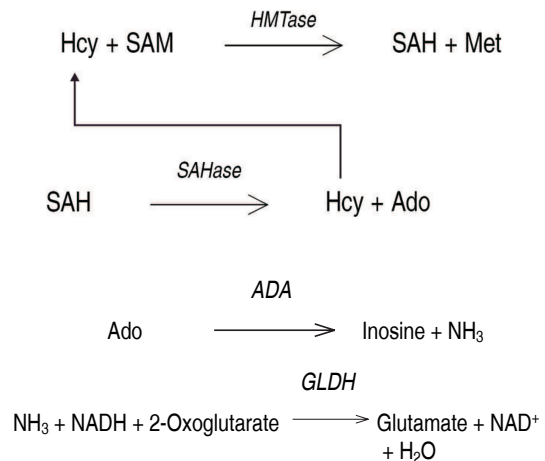 HMTase
Hcy + SAM SAH + Met
SAHase
SAH Hcy + Ado
ADA
Ado Inosine + NH₃
GLDH
NH₃ + NADH + 2-Oxoglutarate Glutamate + NAD⁺
+ H₂O